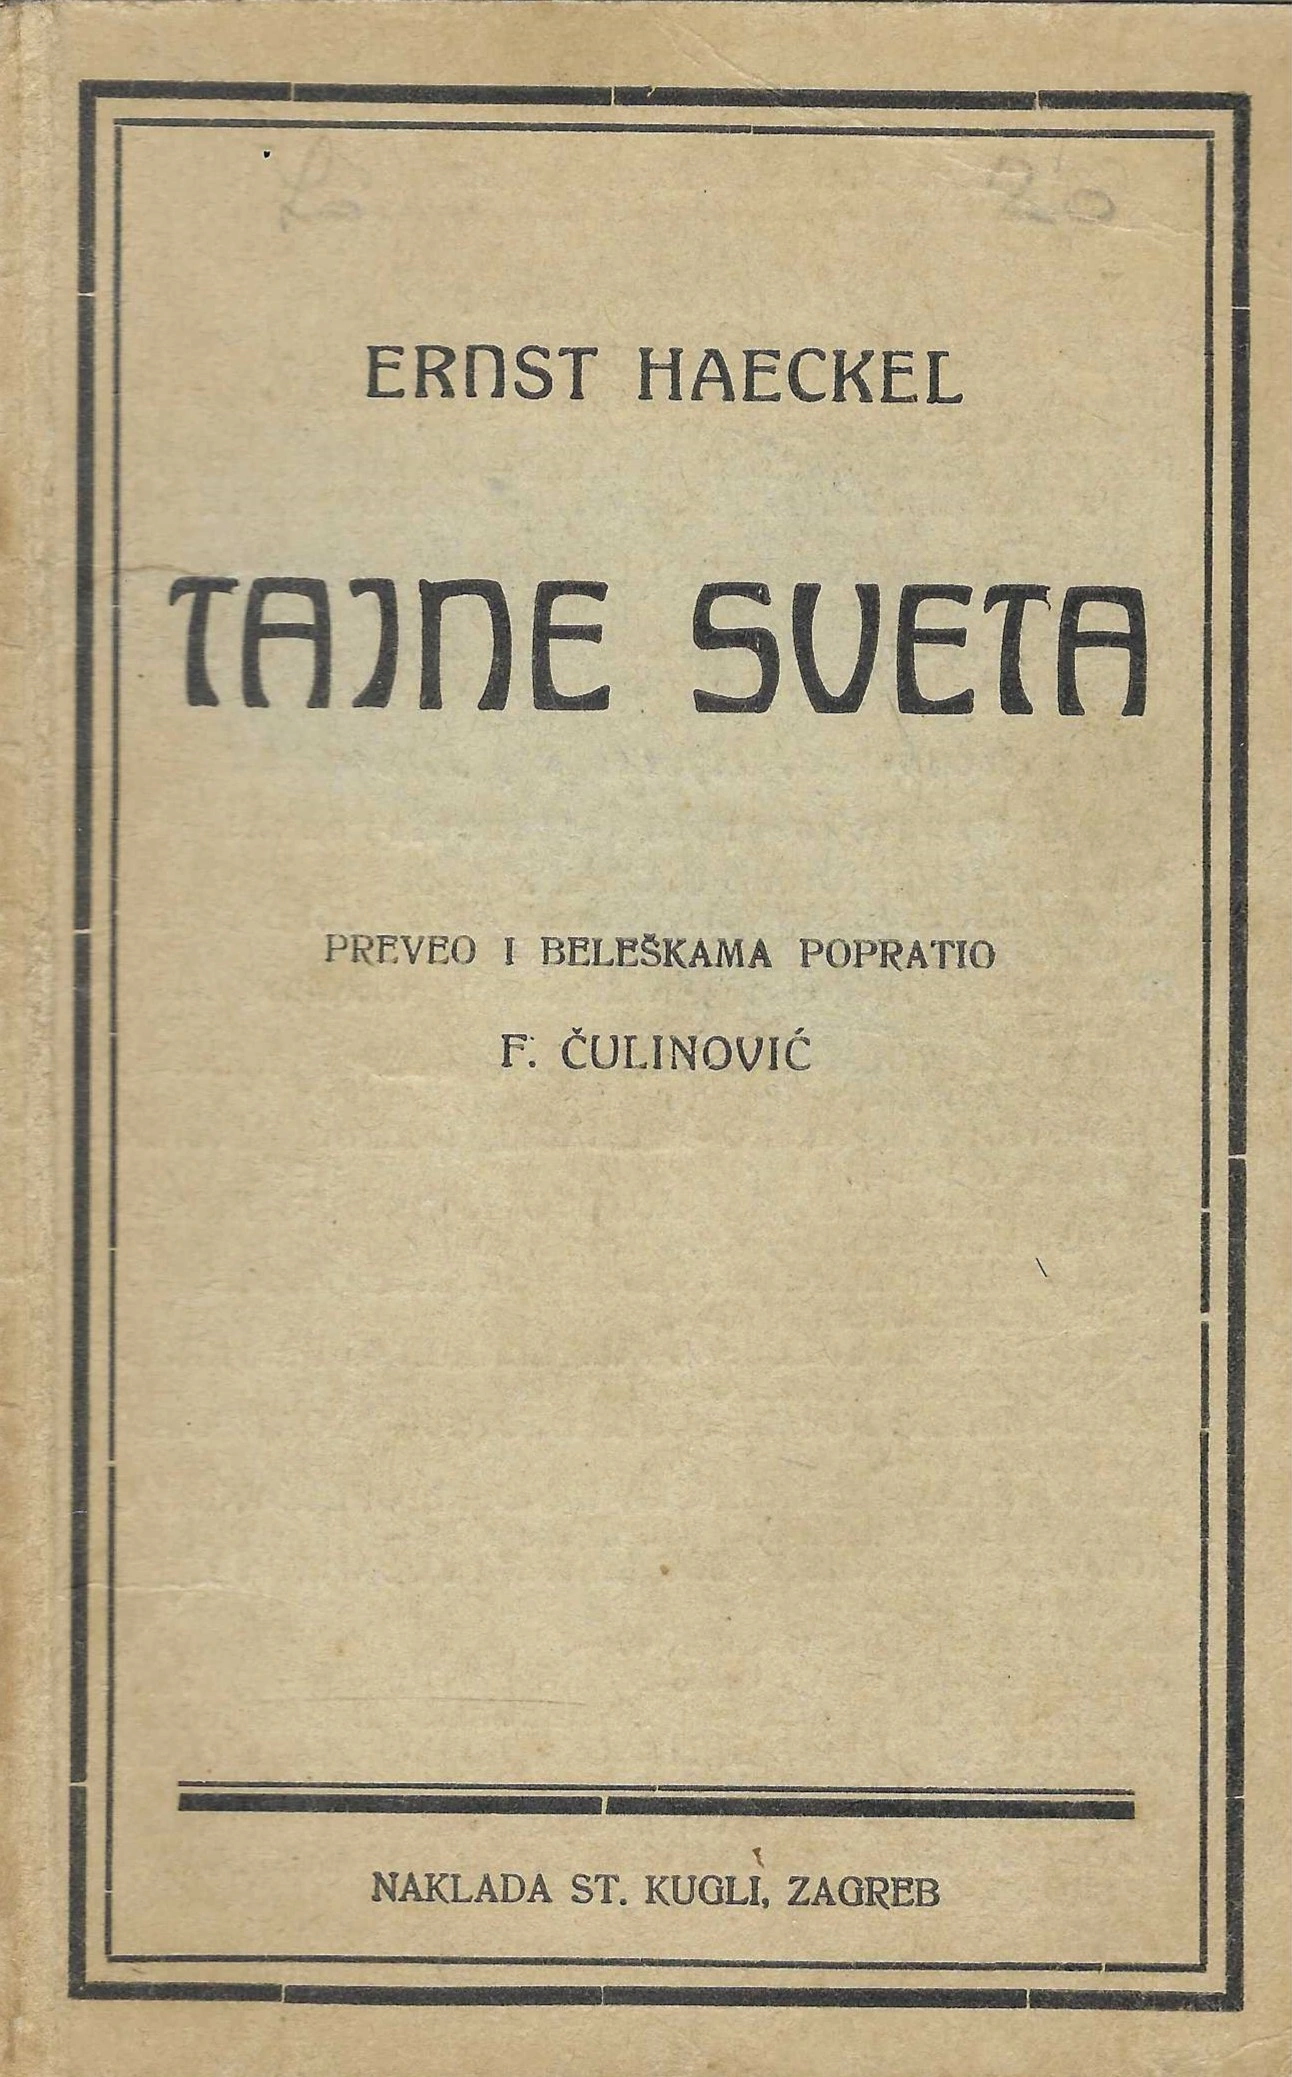 ERNST HAECKEL
TAJNE SVETA
PREVEO I BELEŠKAMA POPRATIO
F. ČULINOVIĆ
NAKLADA ST. KUGLI, ZAGREB